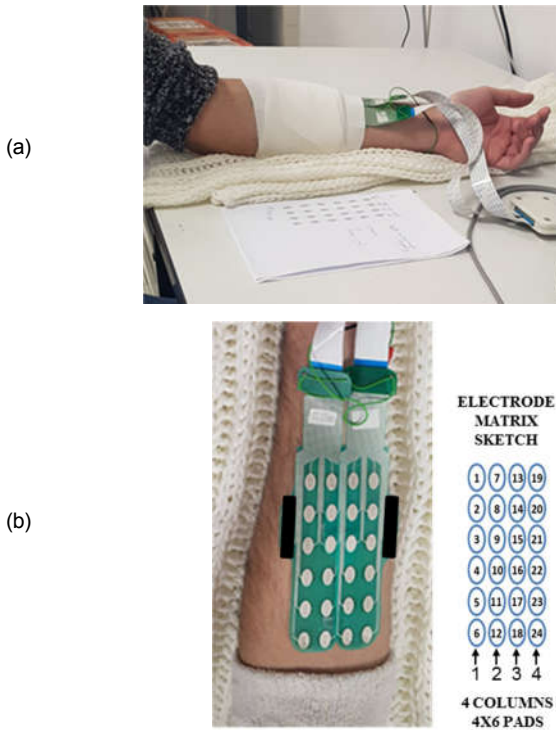 (a)
(b)
ELECTRODE
MATRIX
SKETCH
1 7 13 19
2 8 14 20
3 9 15 21
4 10 16 22
5 11 17 23
6 12 18 24
1 2 3 4
4 COLUMNS
4X6 PADS